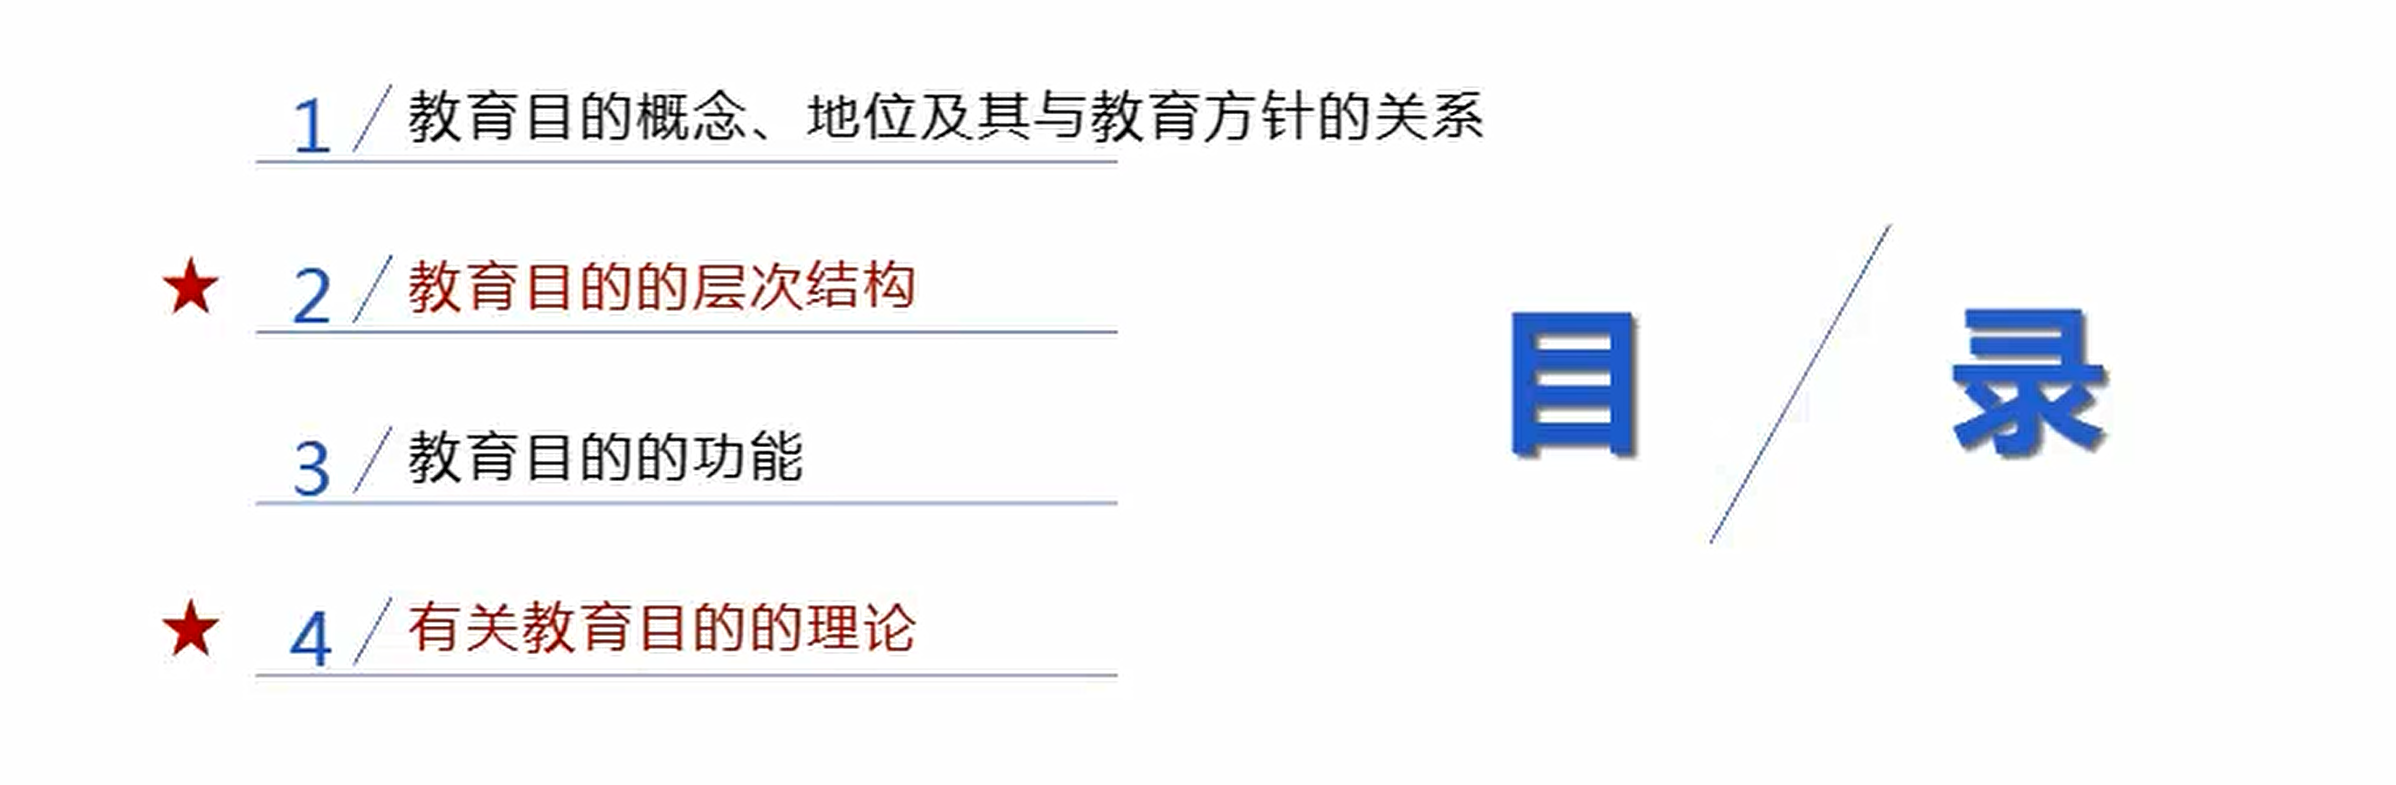 1 / 教育目的概念、地位及其与教育方针的关系
★ 2 / 教育目的的层次结构
3 / 教育目的的功能
★ 4 / 有关教育目的的理论
目 / 录